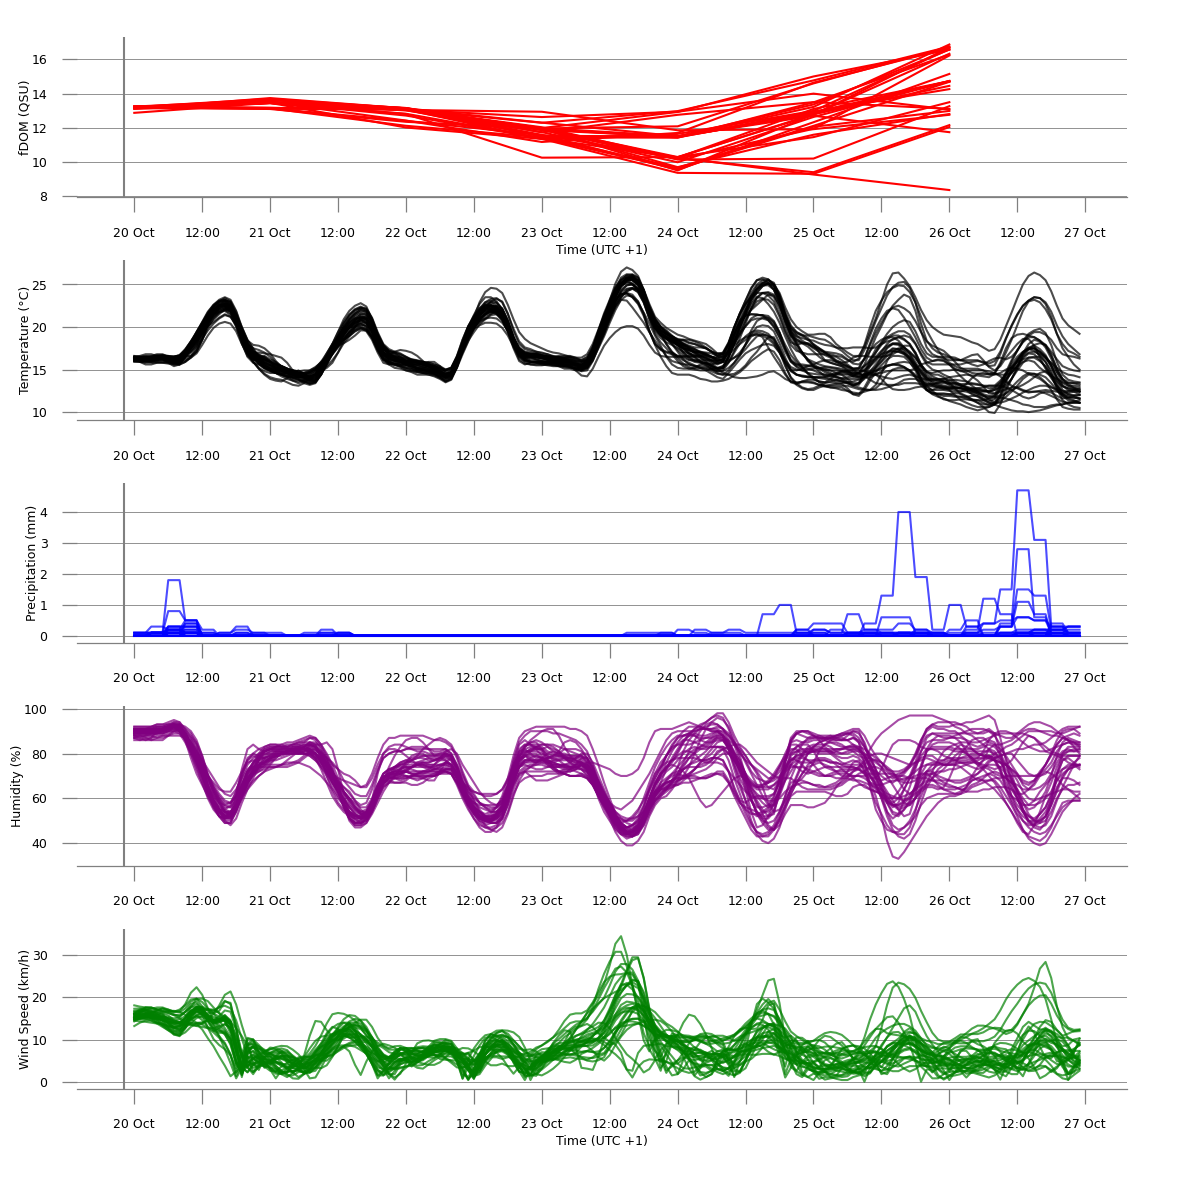 fDOM (QSU)
16
14
12
10
8
20 Oct 12:00 21 Oct 12:00 22 Oct 12:00 23 Oct 12:00 24 Oct 12:00 25 Oct 12:00 26 Oct 12:00 27 Oct
Time (UTC +1)
Temperature (°C)
25
20
15
10
20 Oct 12:00 21 Oct 12:00 22 Oct 12:00 23 Oct 12:00 24 Oct 12:00 25 Oct 12:00 26 Oct 12:00 27 Oct
Precipitation (mm)
4
3
2
1
0
20 Oct 12:00 21 Oct 12:00 22 Oct 12:00 23 Oct 12:00 24 Oct 12:00 25 Oct 12:00 26 Oct 12:00 27 Oct
Humidity (%)
100
80
60
40
20 Oct 12:00 21 Oct 12:00 22 Oct 12:00 23 Oct 12:00 24 Oct 12:00 25 Oct 12:00 26 Oct 12:00 27 Oct
Wind Speed (km/h)
30
20
10
0
20 Oct 12:00 21 Oct 12:00 22 Oct 12:00 23 Oct 12:00 24 Oct 12:00 25 Oct 12:00 26 Oct 12:00 27 Oct
Time (UTC +1)